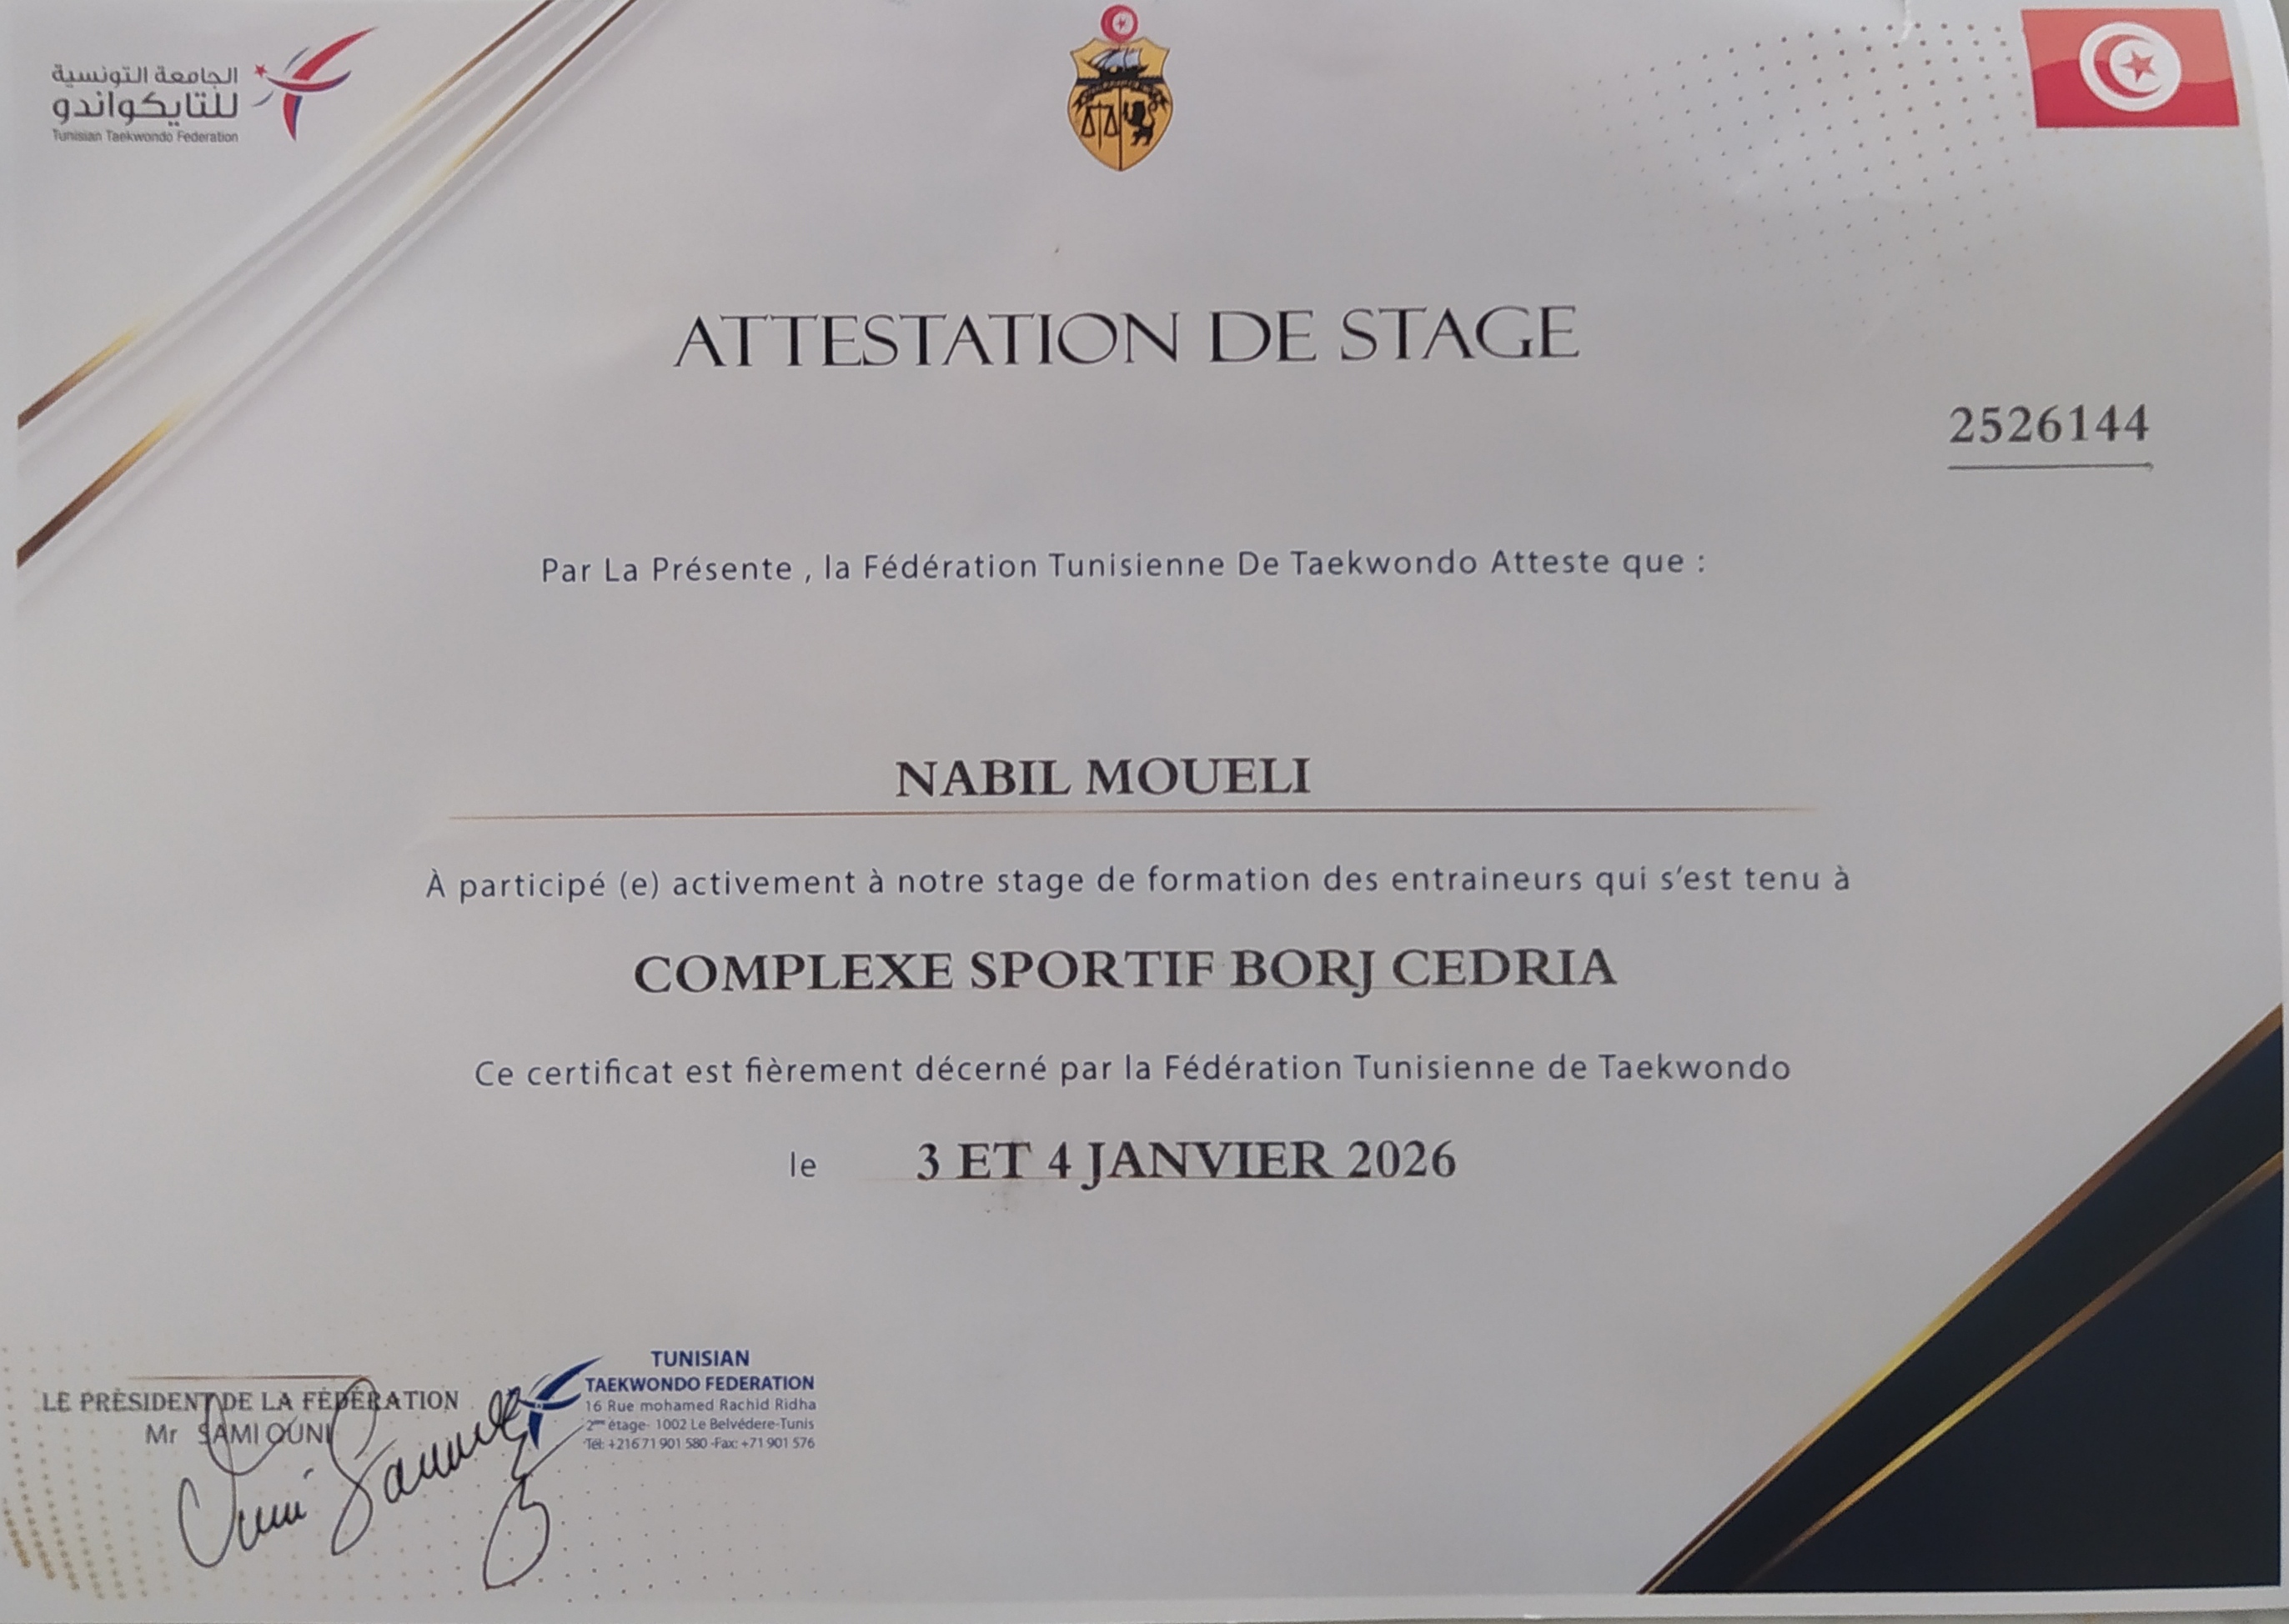 الجامعة التونسية
للتايكواندو
Tunisian Taekwondo Federation
ATTESTATION DE STAGE
2526144
Par La Présente , la Fédération Tunisienne De Taekwondo Atteste que :
NABIL MOUELI
À participé (e) activement à notre stage de formation des entraineurs qui s'est tenu à
COMPLEXE SPORTIF BORJ CEDRIA
Ce certificat est fièrement décerné par la Fédération Tunisienne de Taekwondo
le 3 ET 4 JANVIER 2026
LE PRÉSIDENT DE LA FÉDÉRATION
Mr SAMI OUNI
TUNISIAN
TAEKWONDO FEDERATION
16 Rue mohamed Rachid Ridha
2ème étage- 1002 Le Belvédere-Tunis
Tél: +216 71 901 580 -Fax: +71 901 576